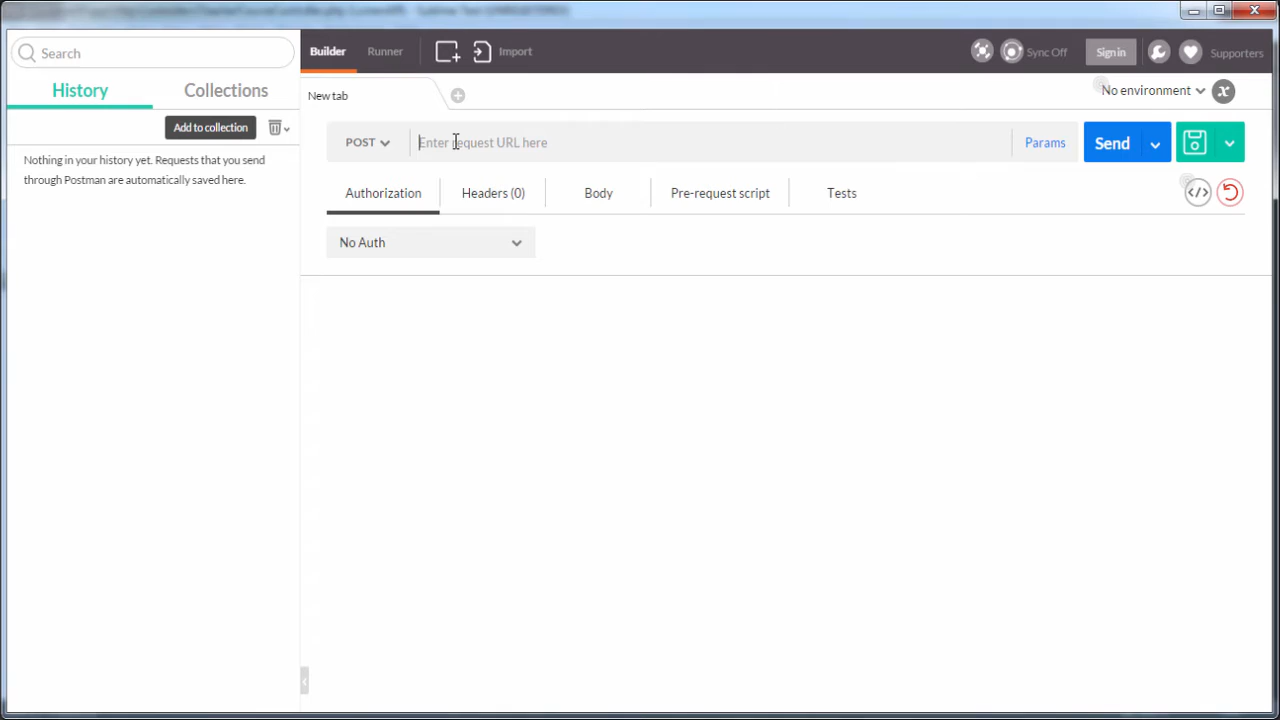 Search
Builder
Runner
Import
Sync Off
Sign in
Supporters
History
Collections
New tab
No environment
Add to collection
POST
Enter request URL here
Params
Send
Nothing in your history yet. Requests that you send
through Postman are automatically saved here.
Authorization
Headers (0)
Body
Pre-request script
Tests
No Auth